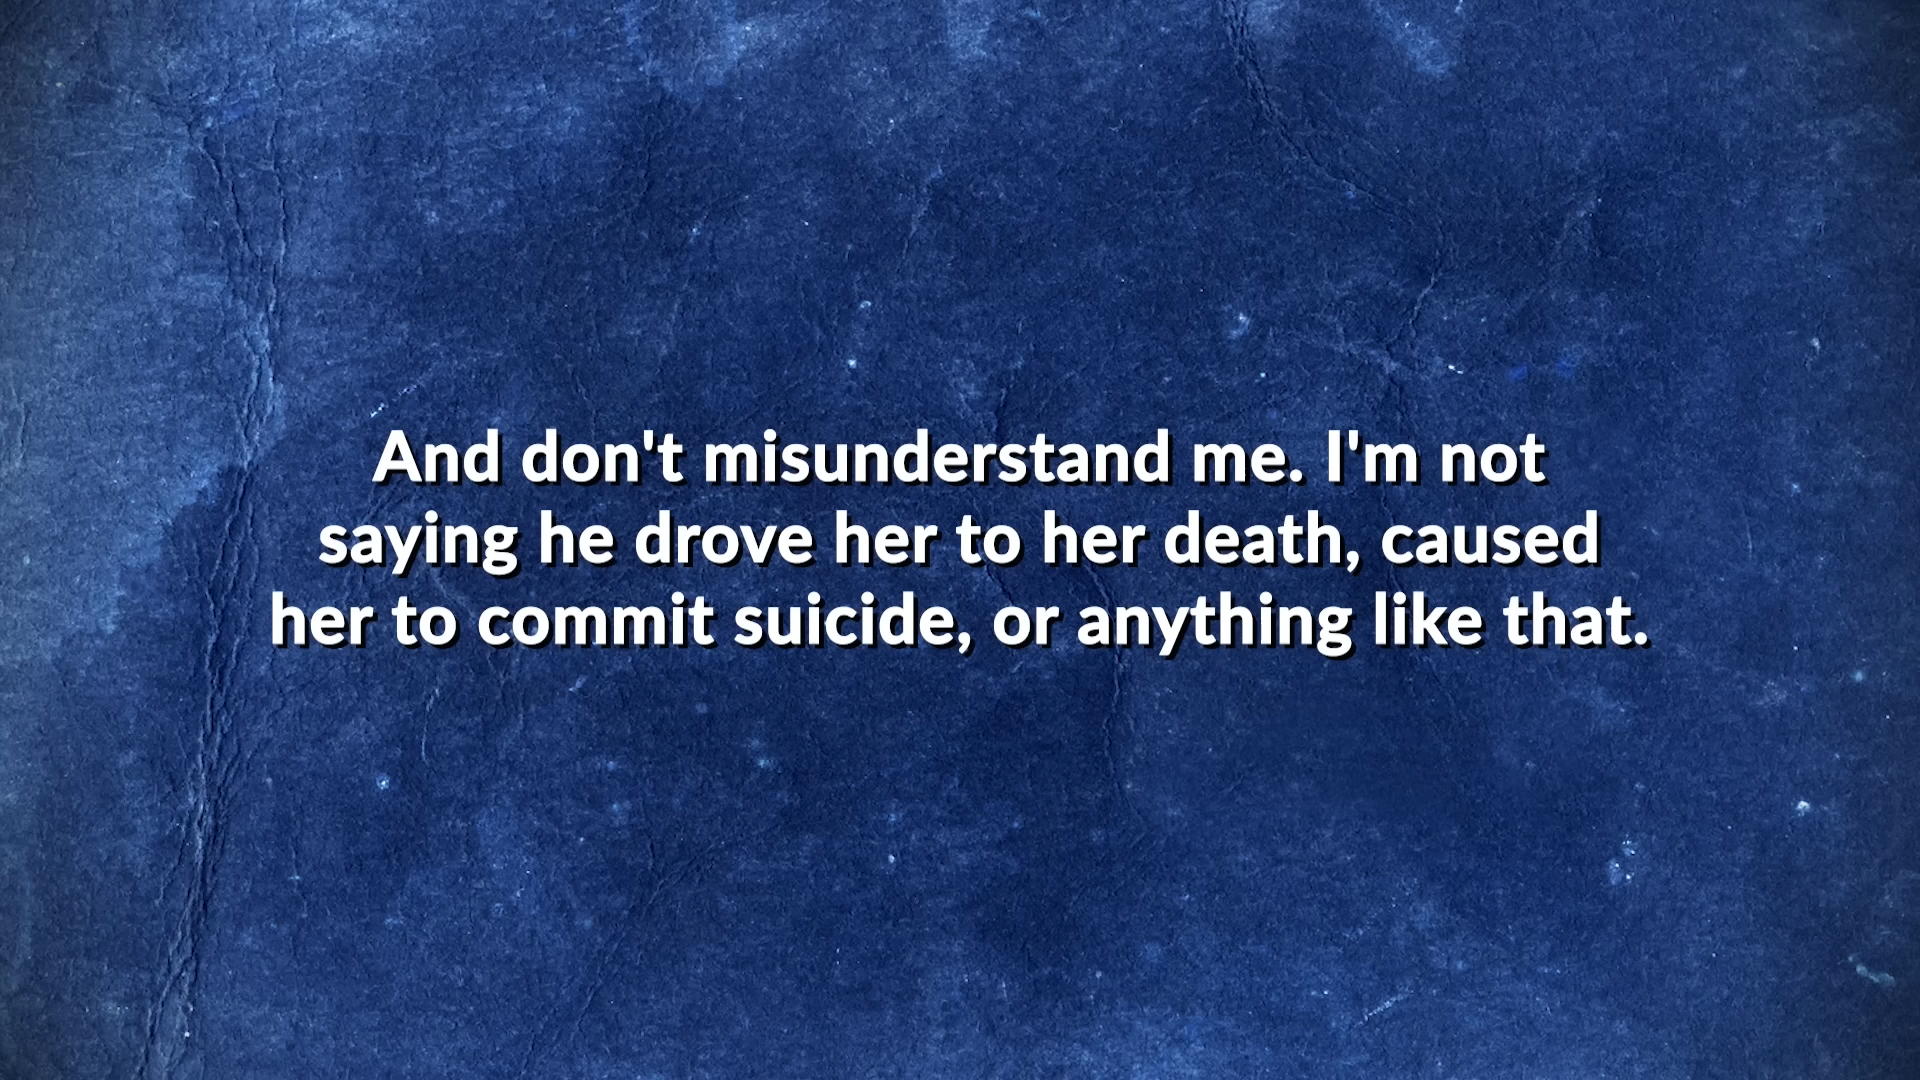 And don't misunderstand me. I'm not
saying he drove her to her death, caused
her to commit suicide, or anything like that.